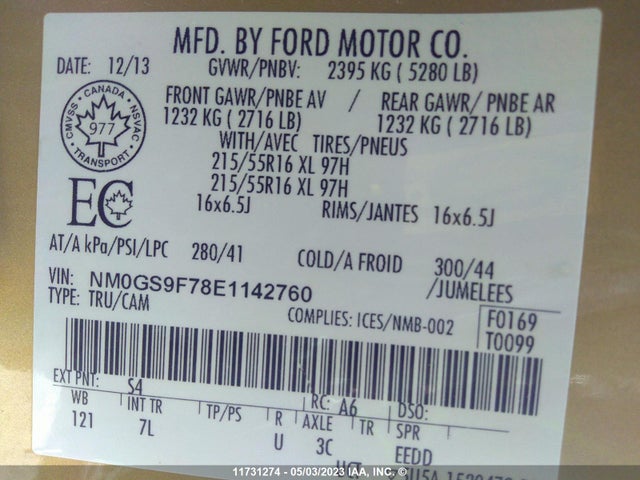 MFD. BY FORD MOTOR CO.
DATE: 12/13 GVWR/PNBV: 2395 KG ( 5280 LB)
FRONT GAWR/PNBE AV / REAR GAWR/ PNBE AR
1232 KG ( 2716 LB) 1232 KG ( 2716 LB)
CMVSS · CANADA · NSVAC
977
TRANSPORT
WITH/AVEC TIRES/PNEUS
215/55R16 XL 97H
215/55R16 XL 97H
EC
16x6.5J RIMS/JANTES 16x6.5J
AT/A kPa/PSI/LPC 280/41 COLD/A FROID 300/44
VIN: NM0GS9F78E1142760 /JUMELEES
TYPE: TRU/CAM COMPLIES: ICES/NMB-002 F0169
T0099
EXT PNT: S4 RC: A6 DSO:
WB INT TR TP/PS R AXLE TR SPR
121 7L U 3C EEDD
11731274 - 05/03/2023 IAA, INC. ©